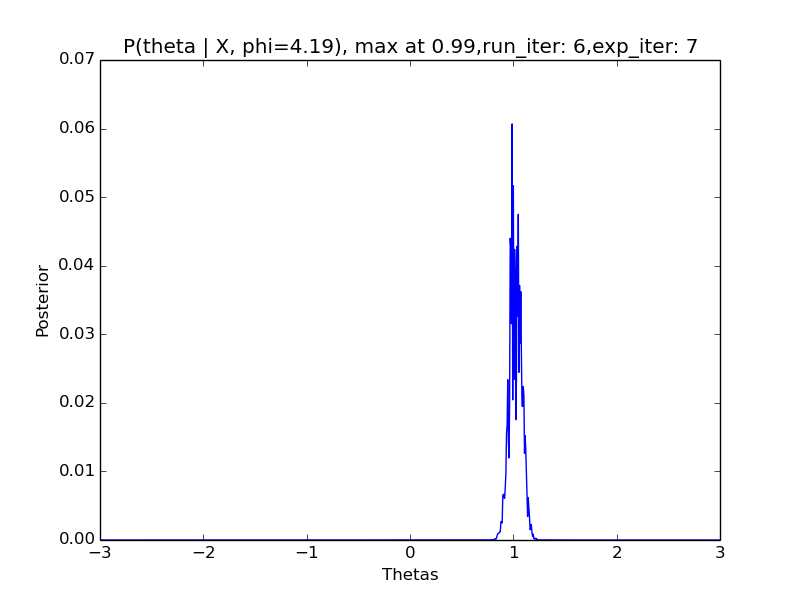 P(theta | X, phi=4.19), max at 0.99,run_iter: 6,exp_iter: 7
0.07
0.06
0.05
0.04
0.03
0.02
0.01
0.00
Posterior
−3 −2 −1 0 1 2 3
Thetas